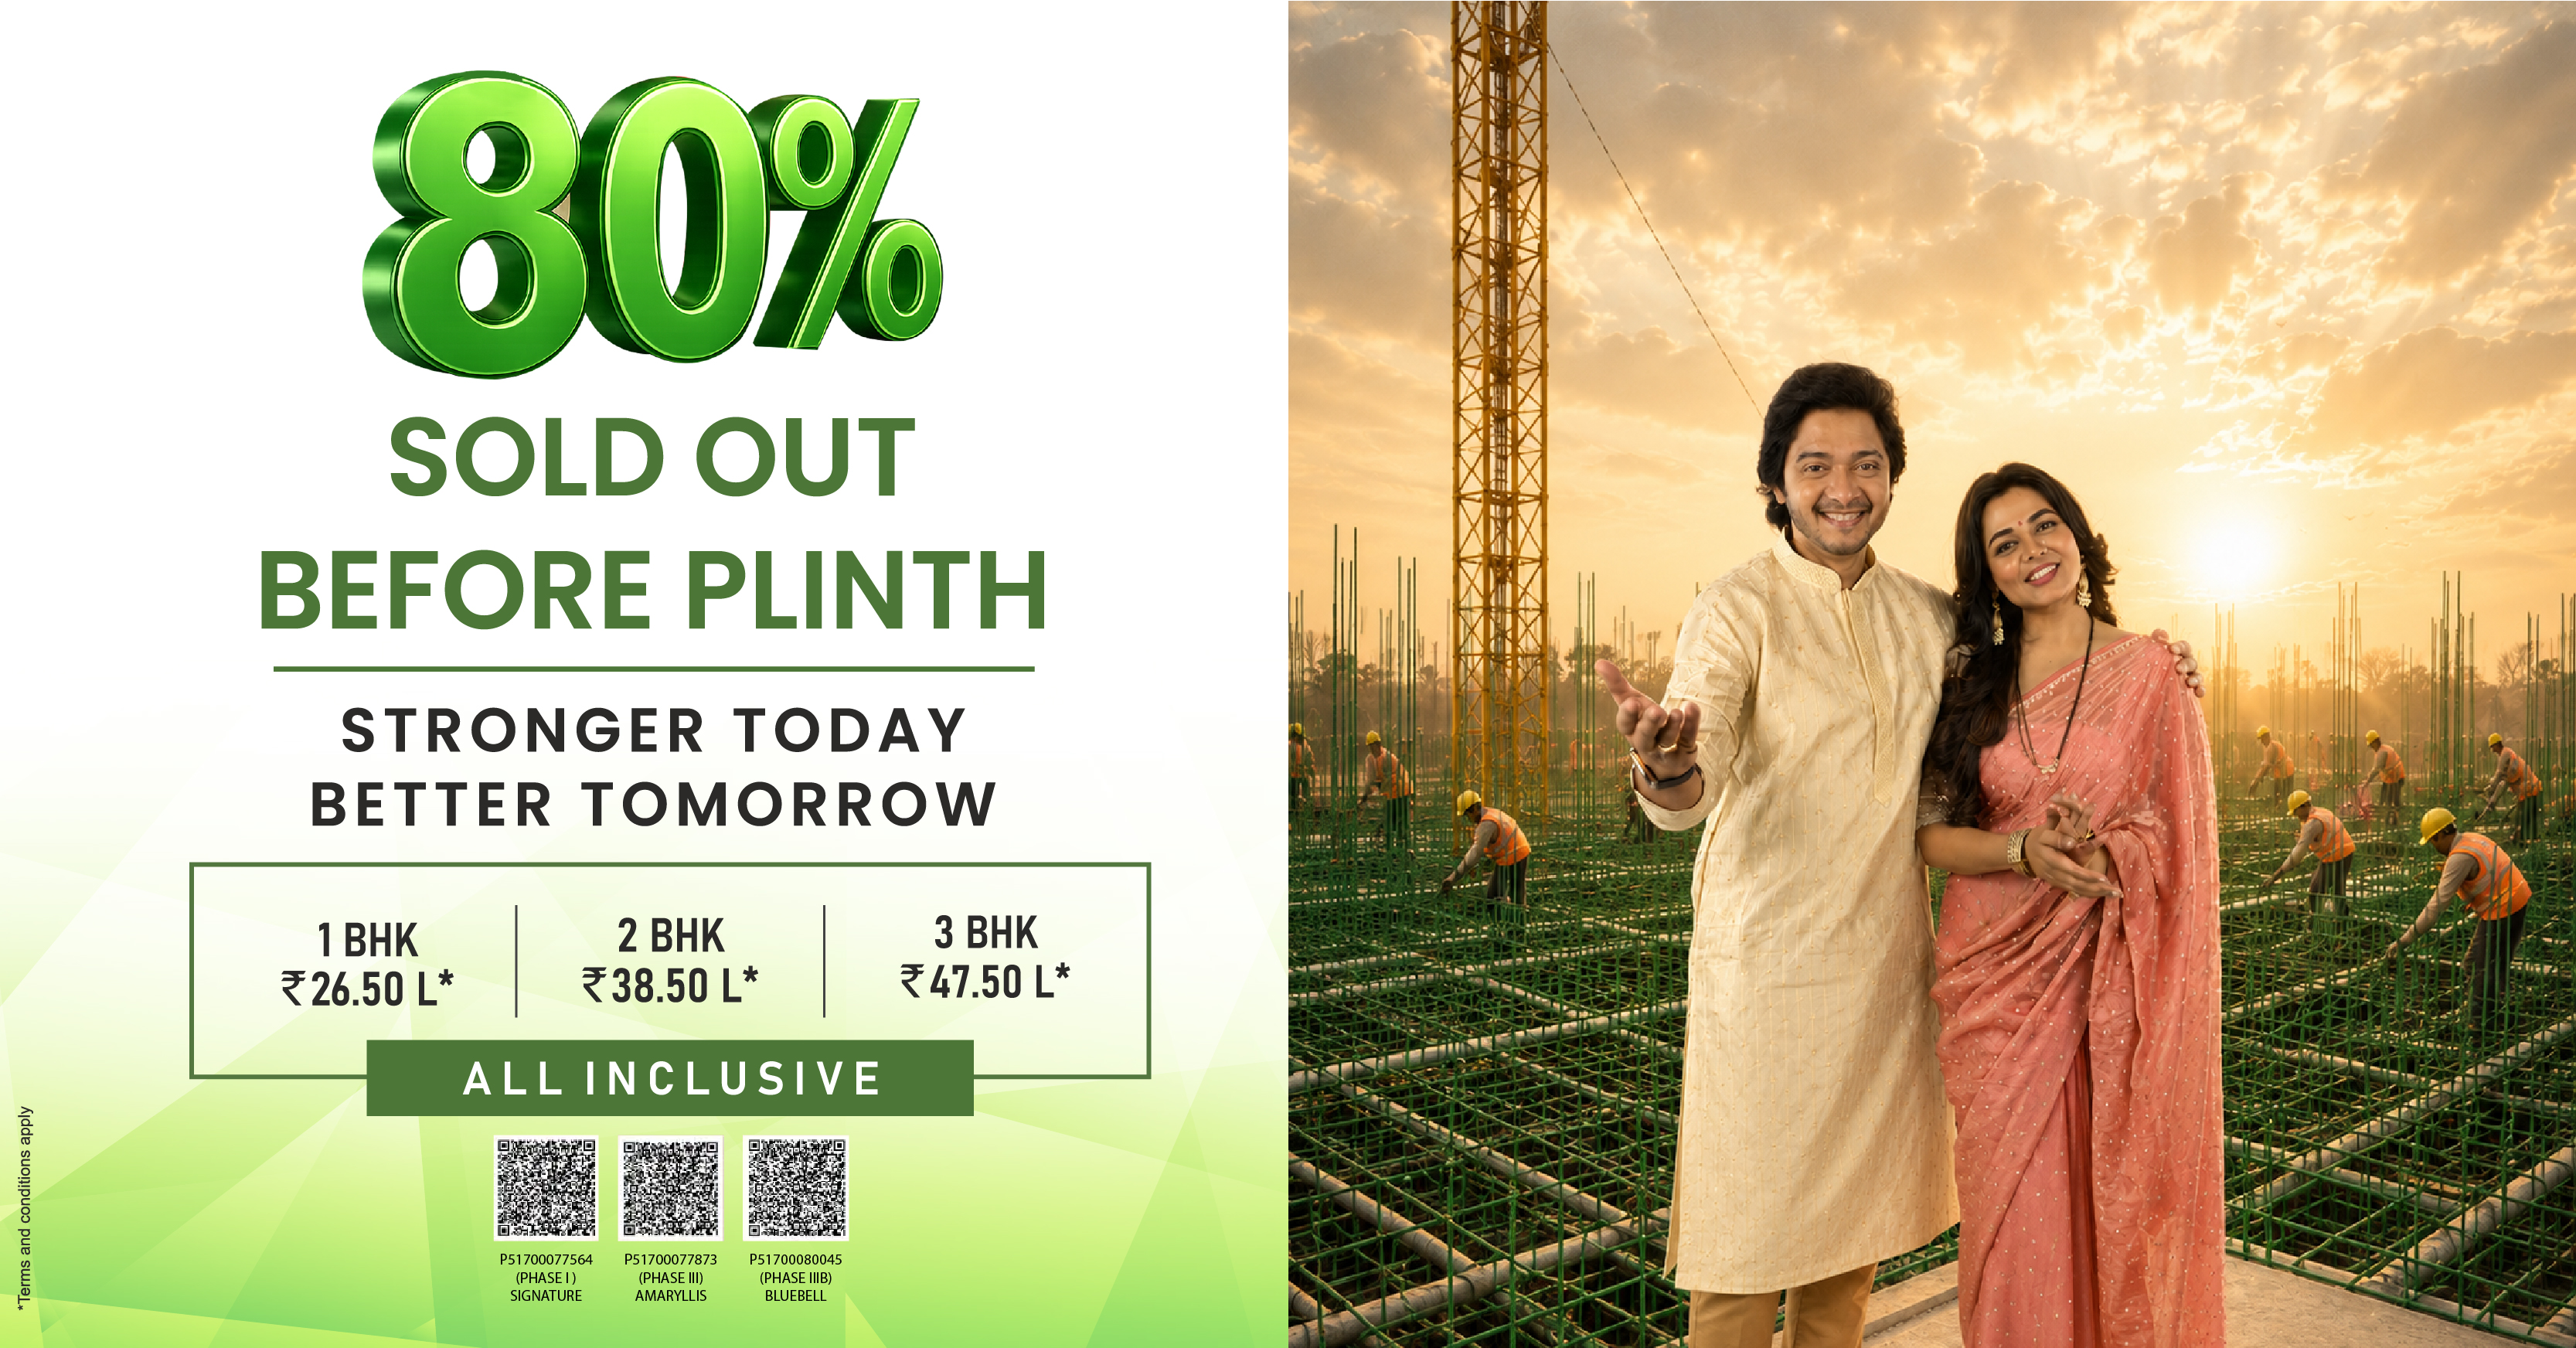 80%
SOLD OUT
BEFORE PLINTH
STRONGER TODAY
BETTER TOMORROW
1 BHK
₹26.50 L*
2 BHK
₹38.50 L*
3 BHK
₹47.50 L*
ALL INCLUSIVE
P51700077564
(PHASE I )
SIGNATURE
P51700077873
(PHASE III)
AMARYLLIS
P51700080045
(PHASE IIIB)
BLUEBELL
*Terms and conditions apply